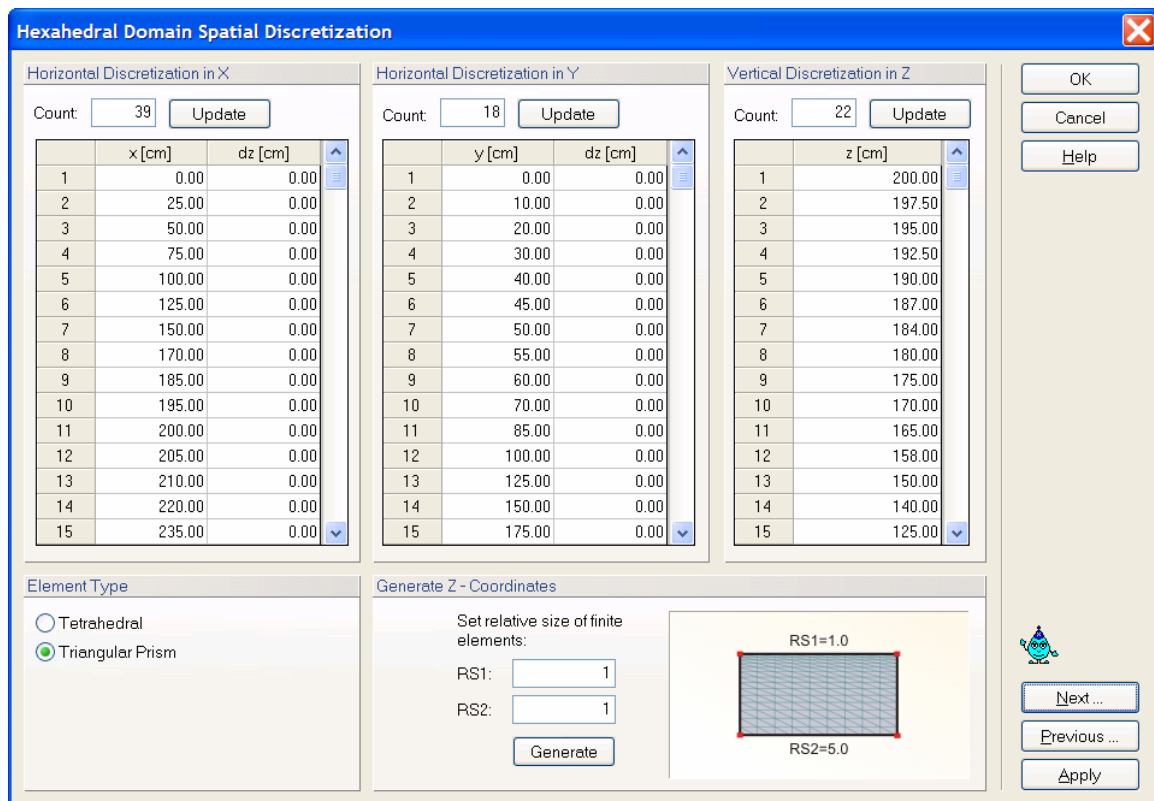 Hexahedral Domain Spatial Discretization
Horizontal Discretization in X
Count: 39 Update
x [cm] dz [cm]
1 0.00 0.00
2 25.00 0.00
3 50.00 0.00
4 75.00 0.00
5 100.00 0.00
6 125.00 0.00
7 150.00 0.00
8 170.00 0.00
9 185.00 0.00
10 195.00 0.00
11 200.00 0.00
12 205.00 0.00
13 210.00 0.00
14 220.00 0.00
15 235.00 0.00
Horizontal Discretization in Y
Count: 18 Update
y [cm] dz [cm]
1 0.00 0.00
2 10.00 0.00
3 20.00 0.00
4 30.00 0.00
5 40.00 0.00
6 45.00 0.00
7 50.00 0.00
8 55.00 0.00
9 60.00 0.00
10 70.00 0.00
11 85.00 0.00
12 100.00 0.00
13 125.00 0.00
14 150.00 0.00
15 175.00 0.00
Vertical Discretization in Z
Count: 22 Update
z [cm]
1 200.00
2 197.50
3 195.00
4 192.50
5 190.00
6 187.00
7 184.00
8 180.00
9 175.00
10 170.00
11 165.00
12 158.00
13 150.00
14 140.00
15 125.00
OK
Cancel
Help
Element Type
Tetrahedral
Triangular Prism
Generate Z - Coordinates
Set relative size of finite
elements:
RS1: 1
RS2: 1
Generate
RS1=1.0
RS2=5.0
Next ...
Previous ...
Apply